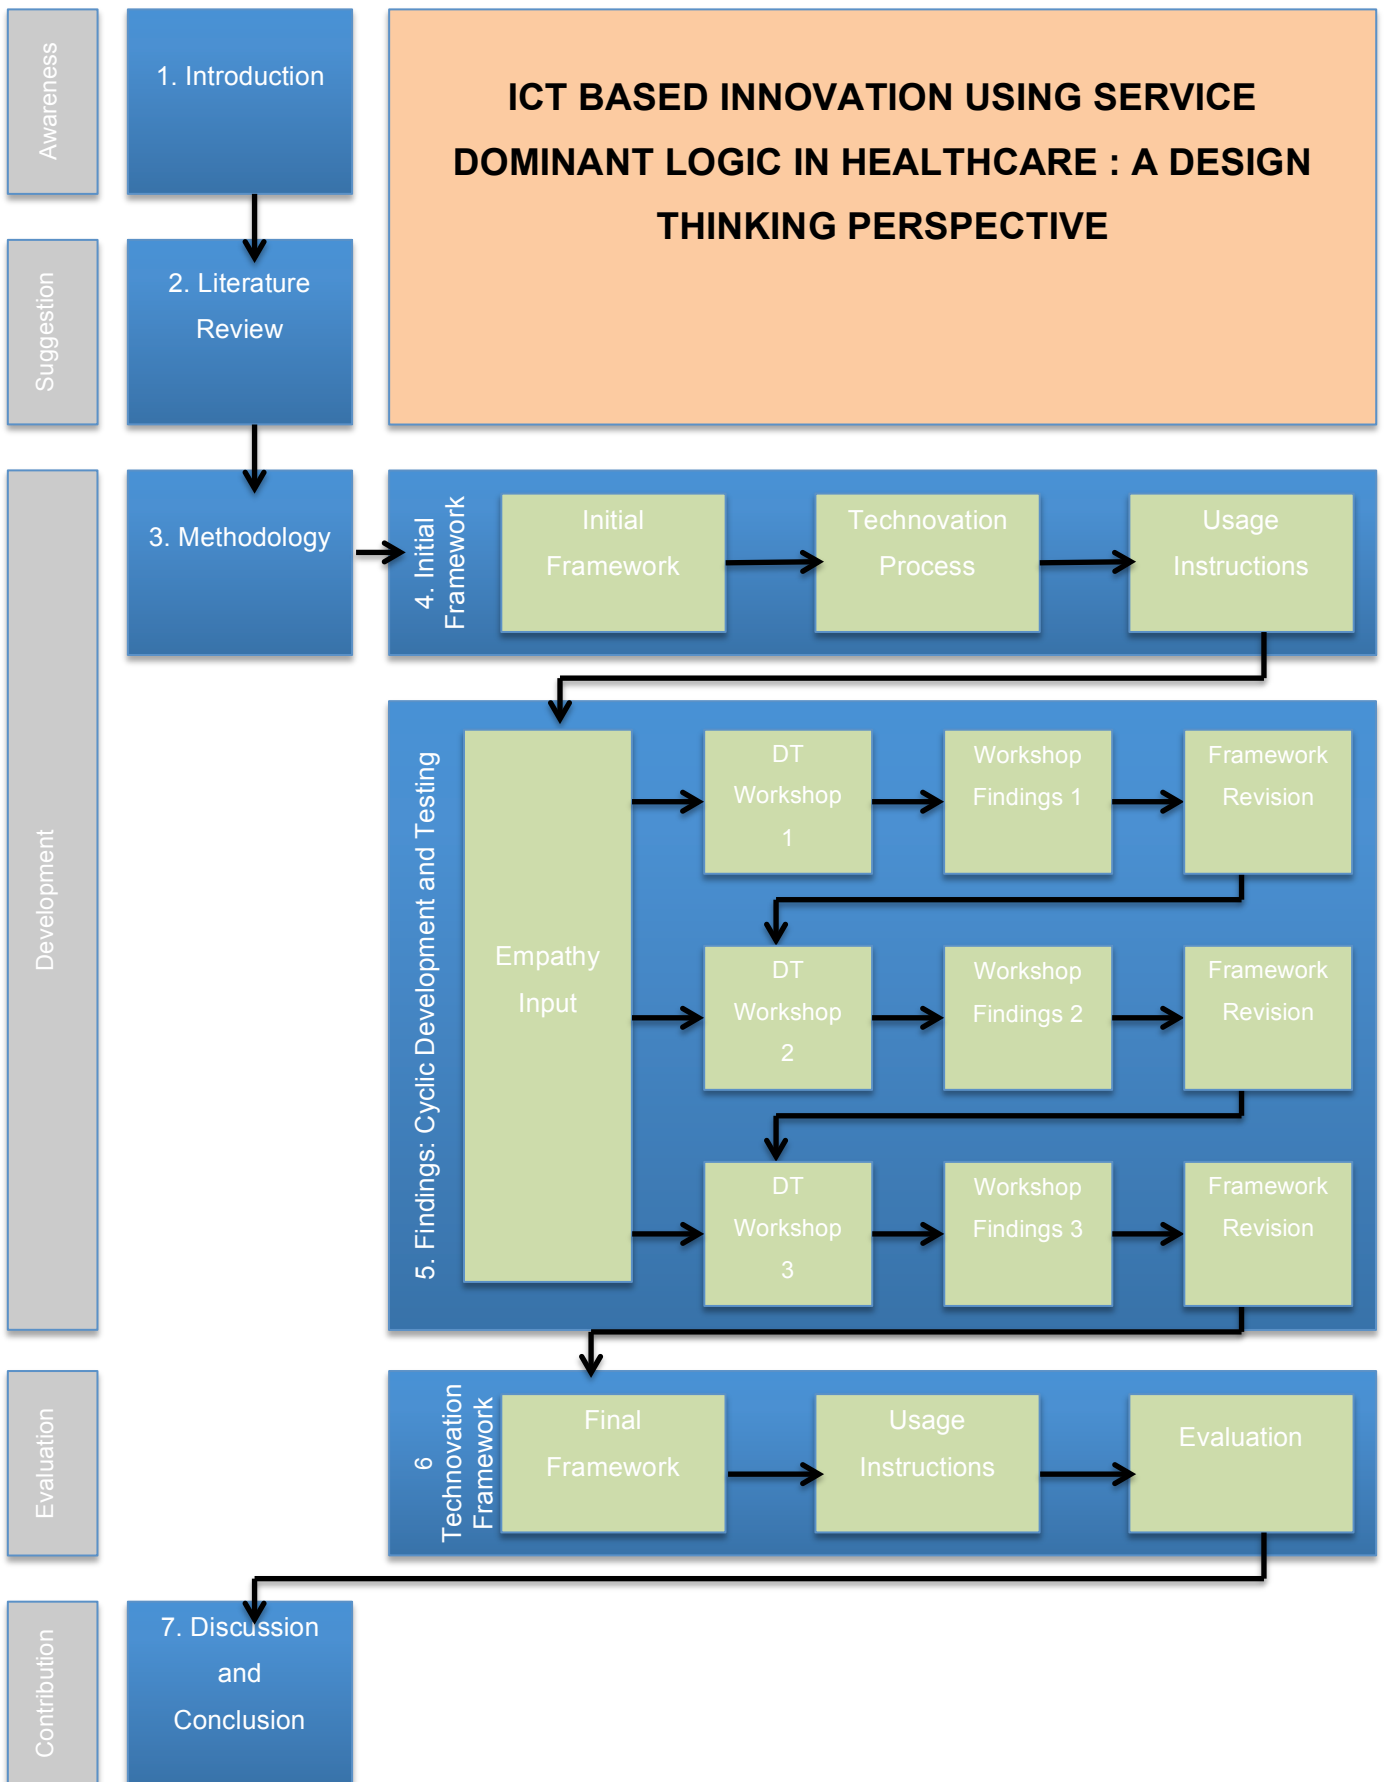 Awareness
1. Introduction
ICT BASED INNOVATION USING SERVICE
DOMINANT LOGIC IN HEALTHCARE : A DESIGN
THINKING PERSPECTIVE
Suggestion
2. Literature
Review
Development
3. Methodology
4. Initial
Framework
Initial
Framework
Technovation
Process
Usage
Instructions
5. Findings: Cyclic Development and Testing
Empathy
Input
DT
Workshop
1
Workshop
Findings 1
Framework
Revision
DT
Workshop
2
Workshop
Findings 2
Framework
Revision
DT
Workshop
3
Workshop
Findings 3
Framework
Revision
Evaluation
6
Technovation
Framework
Final
Framework
Usage
Instructions
Evaluation
Contribution
7. Discussion
and
Conclusion